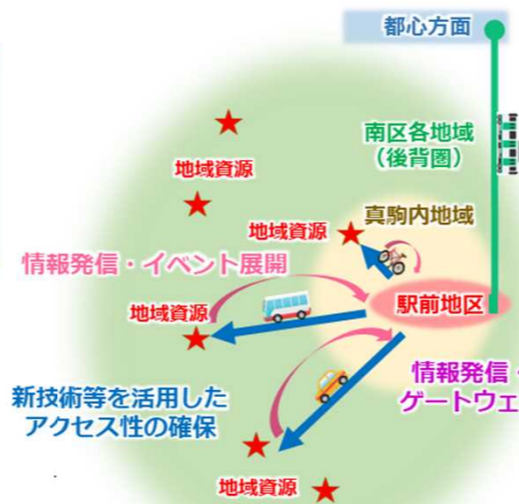 都心方面
南区各地域
（後背圏）
地域資源
真駒内地域
地域資源
情報発信・イベント展開
駅前地区
地域資源
情報発信・
ゲートウェ
新技術等を活用した
アクセス性の確保
地域資源